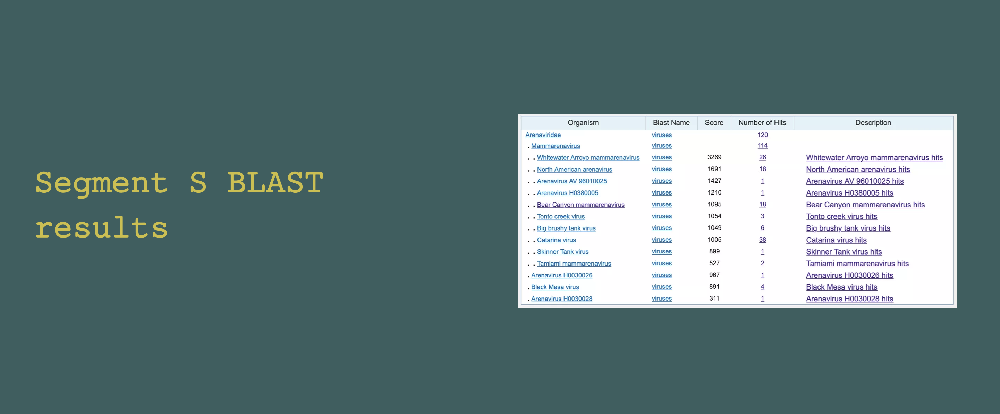 Segment S BLAST
results
Organism Blast Name Score Number of Hits Description
Arenaviridae viruses 120
. Mammarenavirus viruses 114
. . Whitewater Arroyo mammarenavirus viruses 3269 26 Whitewater Arroyo mammarenavirus hits
. . North American arenavirus viruses 1691 18 North American arenavirus hits
. . Arenavirus AV 96010025 viruses 1427 1 Arenavirus AV 96010025 hits
. . Arenavirus H0380005 viruses 1210 1 Arenavirus H0380005 hits
. . Bear Canyon mammarenavirus viruses 1095 18 Bear Canyon mammarenavirus hits
. . Tonto creek virus viruses 1054 3 Tonto creek virus hits
. . Big brushy tank virus viruses 1049 6 Big brushy tank virus hits
. . Catarina virus viruses 1005 38 Catarina virus hits
. . Skinner Tank virus viruses 899 1 Skinner Tank virus hits
. . Tamiami mammarenavirus viruses 527 2 Tamiami mammarenavirus hits
. Arenavirus H0030026 viruses 967 1 Arenavirus H0030026 hits
. Black Mesa virus viruses 891 4 Black Mesa virus hits
. Arenavirus H0030028 viruses 311 1 Arenavirus H0030028 hits